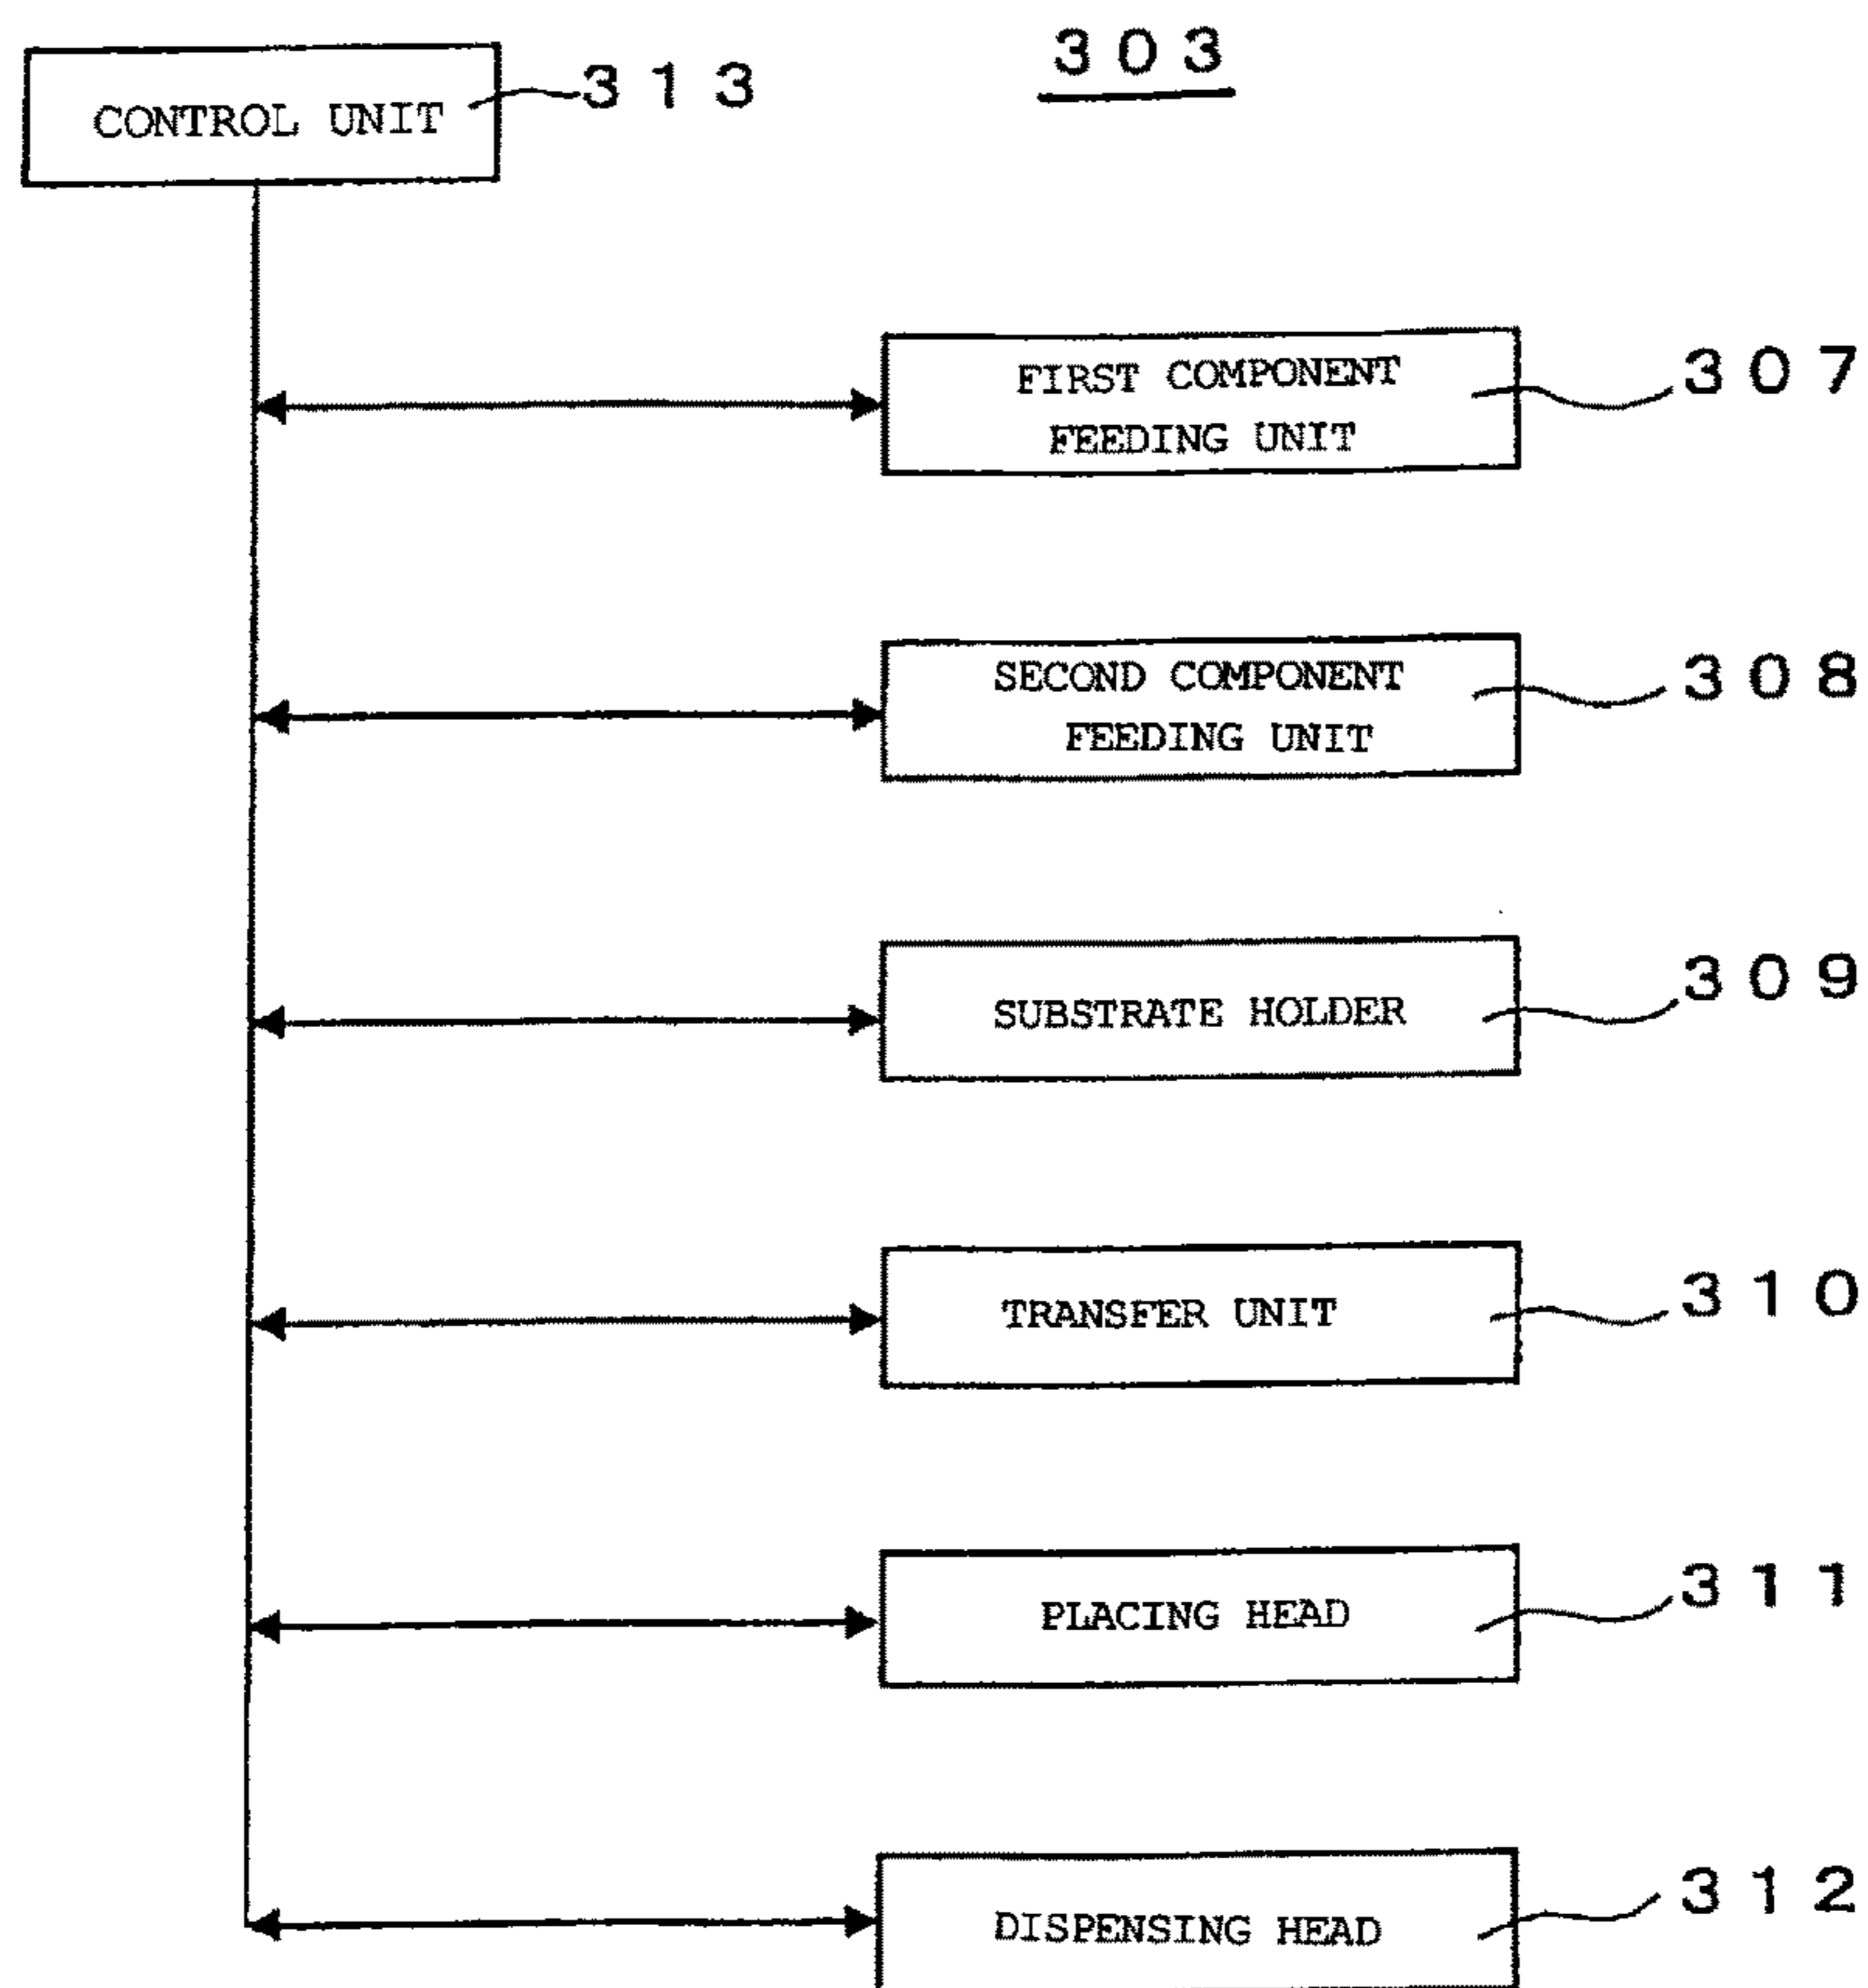 303
CONTROL UNIT 313
FIRST COMPONENT
FEEDING UNIT
307
SECOND COMPONENT
FEEDING UNIT
308
SUBSTRATE HOLDER 309
TRANSFER UNIT 310
PLACING HEAD 311
DISPENSING HEAD 312